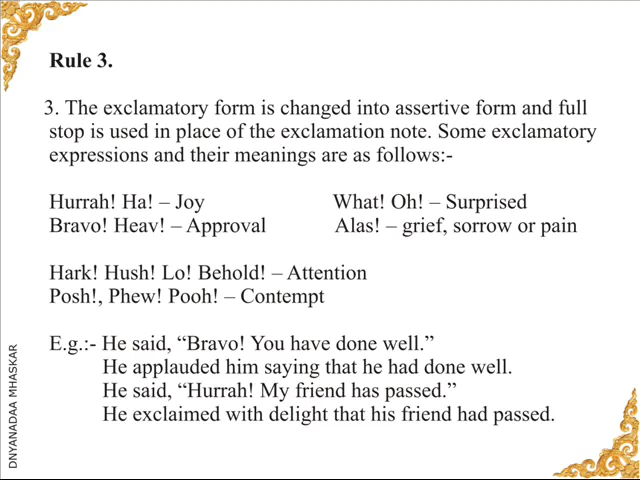 Rule 3.
3. The exclamatory form is changed into assertive form and full
stop is used in place of the exclamation note. Some exclamatory
expressions and their meanings are as follows:-
Hurrah! Ha! – Joy What! Oh! – Surprised
Bravo! Heav! – Approval Alas! – grief, sorrow or pain
Hark! Hush! Lo! Behold! – Attention
Posh!, Phew! Pooh! – Contempt
E.g.:- He said, “Bravo! You have done well.”
He applauded him saying that he had done well.
He said, “Hurrah! My friend has passed.”
He exclaimed with delight that his friend had passed.
DNYANADAA MHASKAR